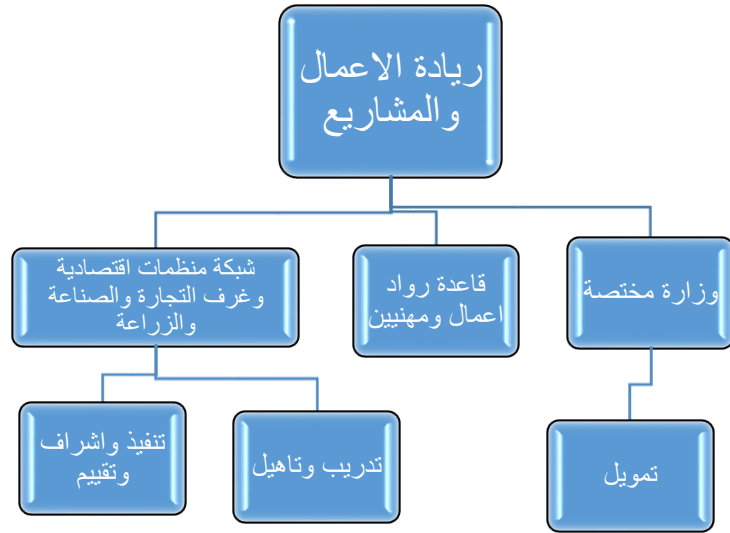 ريادة الاعمال
والمشاريع
وزارة مختصة
قاعدة رواد
اعمال ومهنيين
شبكة منظمات اقتصادية
وغرف التجارة والصناعة
والزراعة
تمويل
تدريب وتاهيل
تنفيذ واشراف
وتقييم